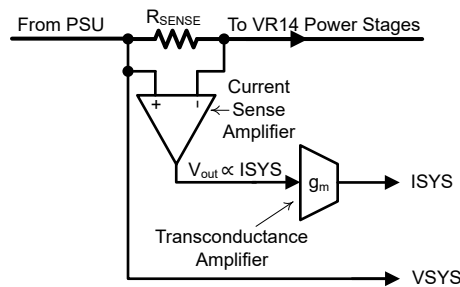 From PSU
RSENSE
To VR14 Power Stages
+
-
Current
Sense
Amplifier
Vout ∝ ISYS
gm
ISYS
Transconductance
Amplifier
VSYS